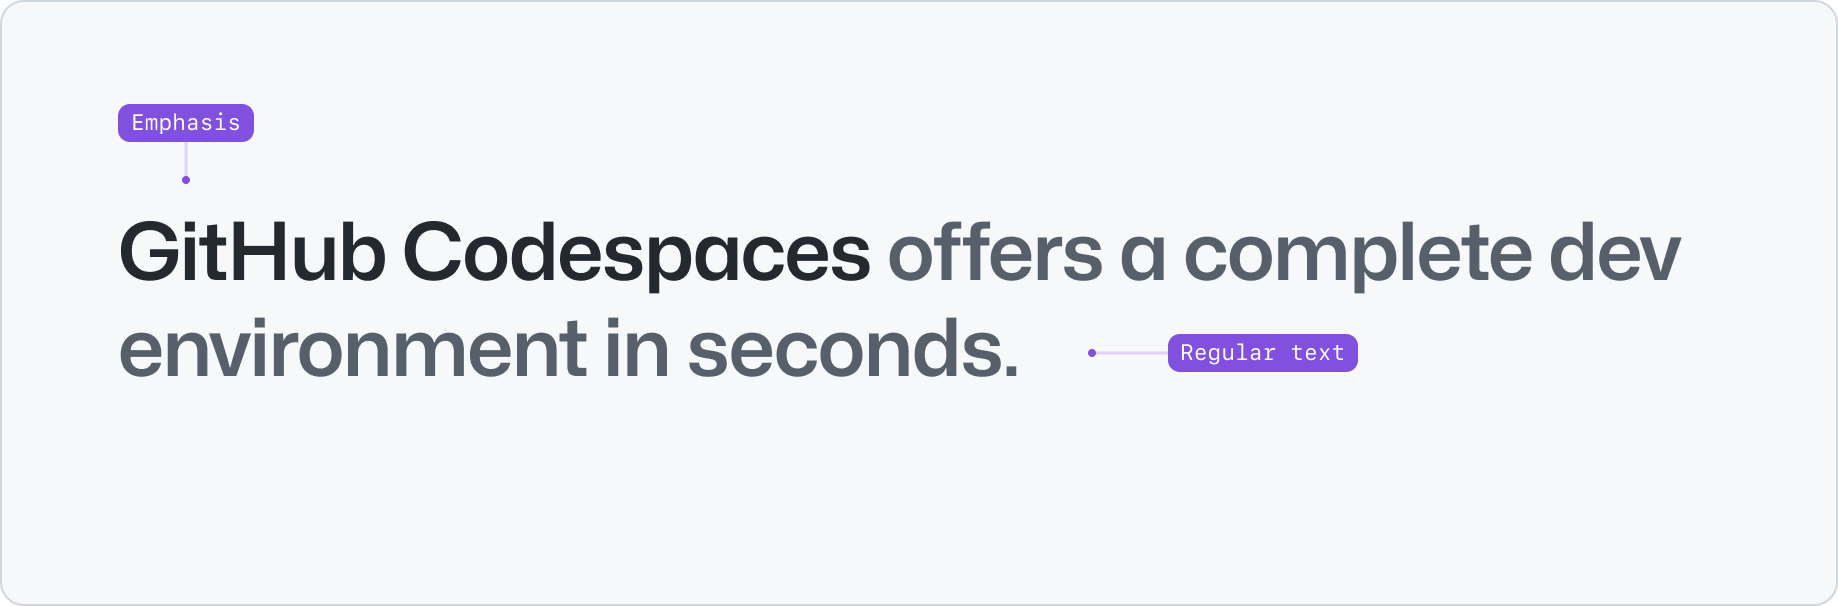 Emphasis
GitHub Codespaces offers a complete dev
environment in seconds.
Regular text